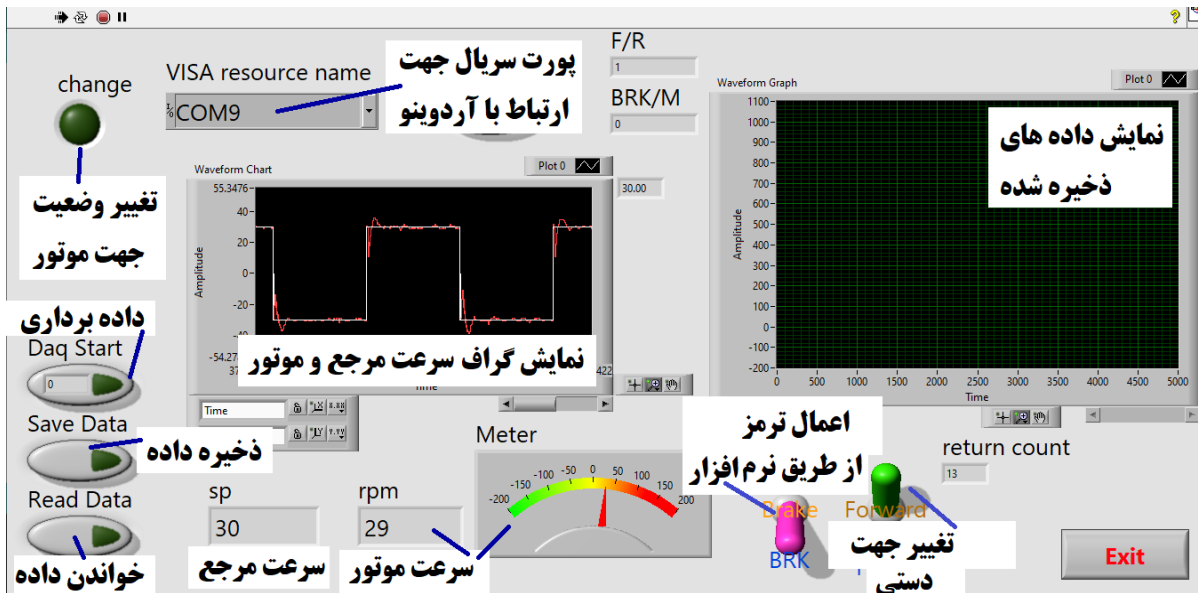 change
VISA resource name
COM9
پورت سریال جهت
ارتباط با آردوینو
F/R
1
BRK/M
0
تغییر وضعیت
جهت موتور
Waveform Chart
Plot 0
30.00
55.3476
40
20
0
-20
-40
Amplitude
نمایش گراف سرعت مرجع و موتور
Time
Waveform Graph
Plot 0
نمایش داده های
ذخیره شده
1100
1000
900
800
700
600
500
400
300
200
100
0
-100
-200
Amplitude
0 500 1000 1500 2000 2500 3000 3500 4000 4500 5000
Time
داده برداری
Daq Start
0
Save Data
ذخیره داده
Read Data
خواندن داده
Time
sp
30
سرعت مرجع
rpm
29
سرعت موتور
Meter
-200 -150 -100 -50 0 50 100 150 200
اعمال ترمز
از طریق نرم افزار
Brake
BRK
Forward
تغییر جهت
دستی
return count
13
Exit